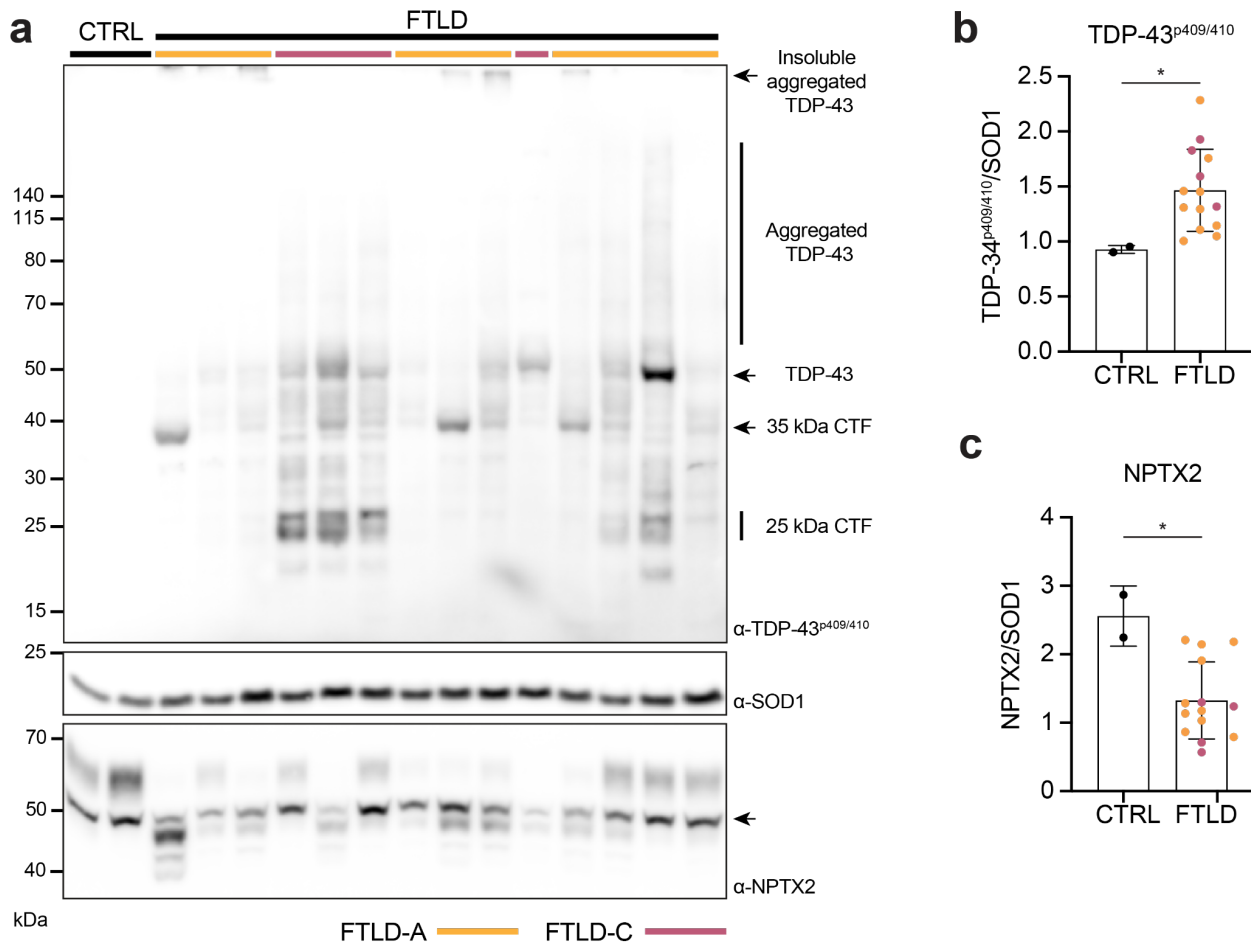 a
CTRL
FTLD
Insoluble
aggregated
TDP-43
140
115
Aggregated
TDP-43
80
70
50
TDP-43
40
35 kDa CTF
30
25
25 kDa CTF
15
α-TDP-43p409/410
25
α-SOD1
70
50
40
α-NPTX2
kDa
FTLD-A
FTLD-C
b
TDP-43p409/410
*
2.5
2.0
1.5
1.0
0.5
0.0
TDP-34p409/410/SOD1
CTRL FTLD
c
NPTX2
*
4
3
2
1
0
NPTX2/SOD1
CTRL FTLD